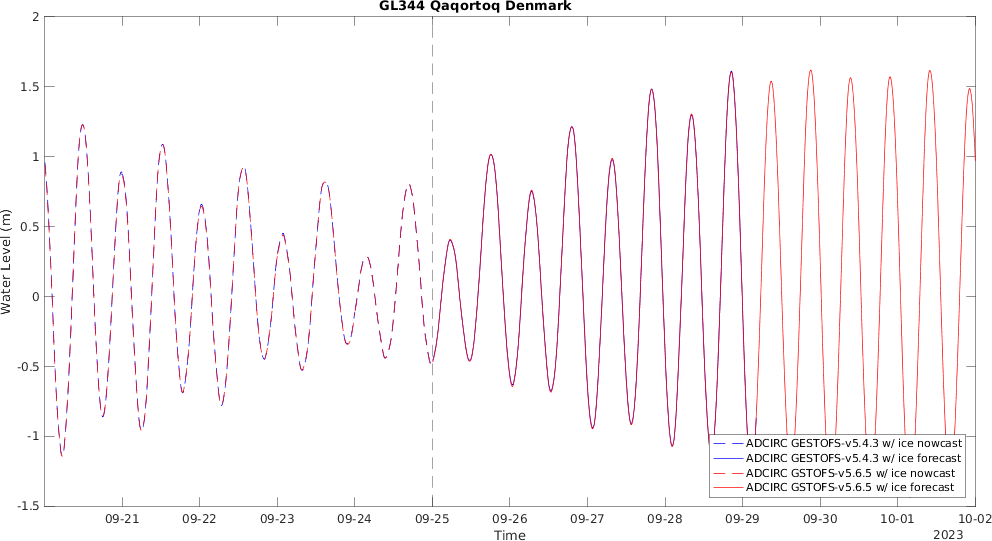 GL344 Qaqortoq Denmark
2
1.5
1
0.5
0
-0.5
-1
-1.5
Water Level (m)
ADCIRC GESTOFS-v5.4.3 w/ ice nowcast
ADCIRC GESTOFS-v5.4.3 w/ ice forecast
ADCIRC GSTOFS-v5.6.5 w/ ice nowcast
ADCIRC GSTOFS-v5.6.5 w/ ice forecast
09-21 09-22 09-23 09-24 09-25 09-26 09-27 09-28 09-29 09-30 10-01 10-02
Time
2023